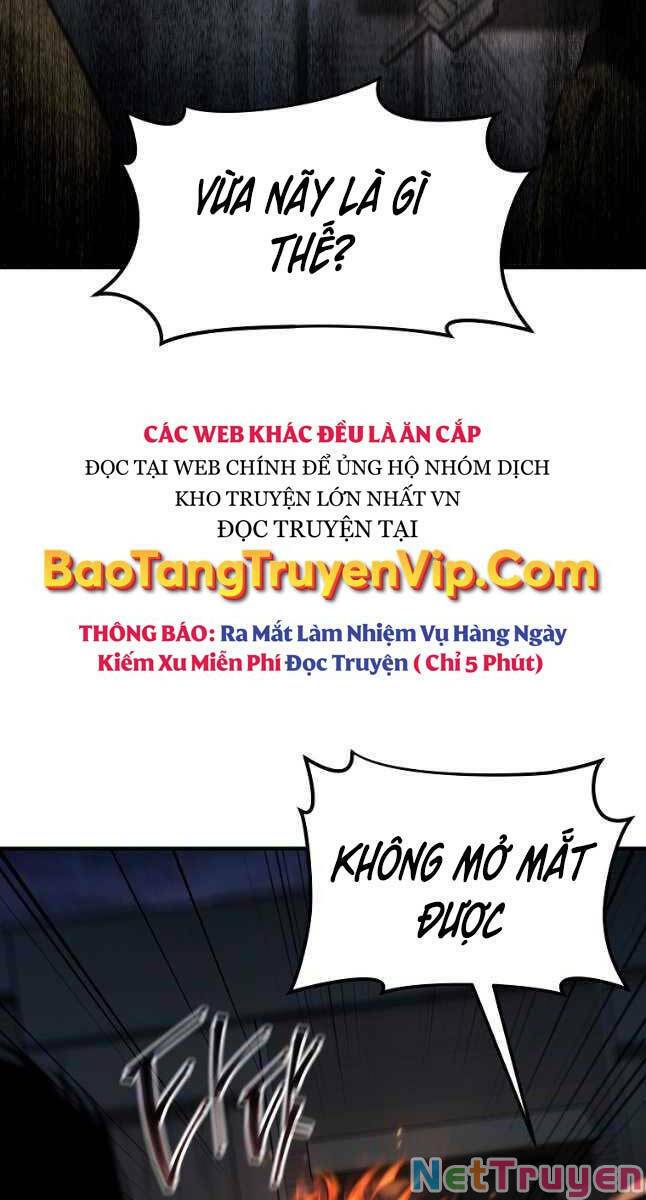 VỪA NÃY LÀ GÌ
THẾ?
CÁC WEB KHÁC ĐỀU LÀ ĂN CẮP
ĐỌC TẠI WEB CHÍNH ĐỂ ỦNG HỘ NHÓM DỊCH
KHO TRUYỆN LỚN NHẤT VN
ĐỌC TRUYỆN TẠI
BaoTangTruyenVip.Com
THÔNG BÁO: Ra Mắt Làm Nhiệm Vụ Hàng Ngày
Kiếm Xu Miễn Phí Đọc Truyện ( Chỉ 5 Phút)
KHÔNG MỞ MẮT
ĐƯỢC
NetTruyen